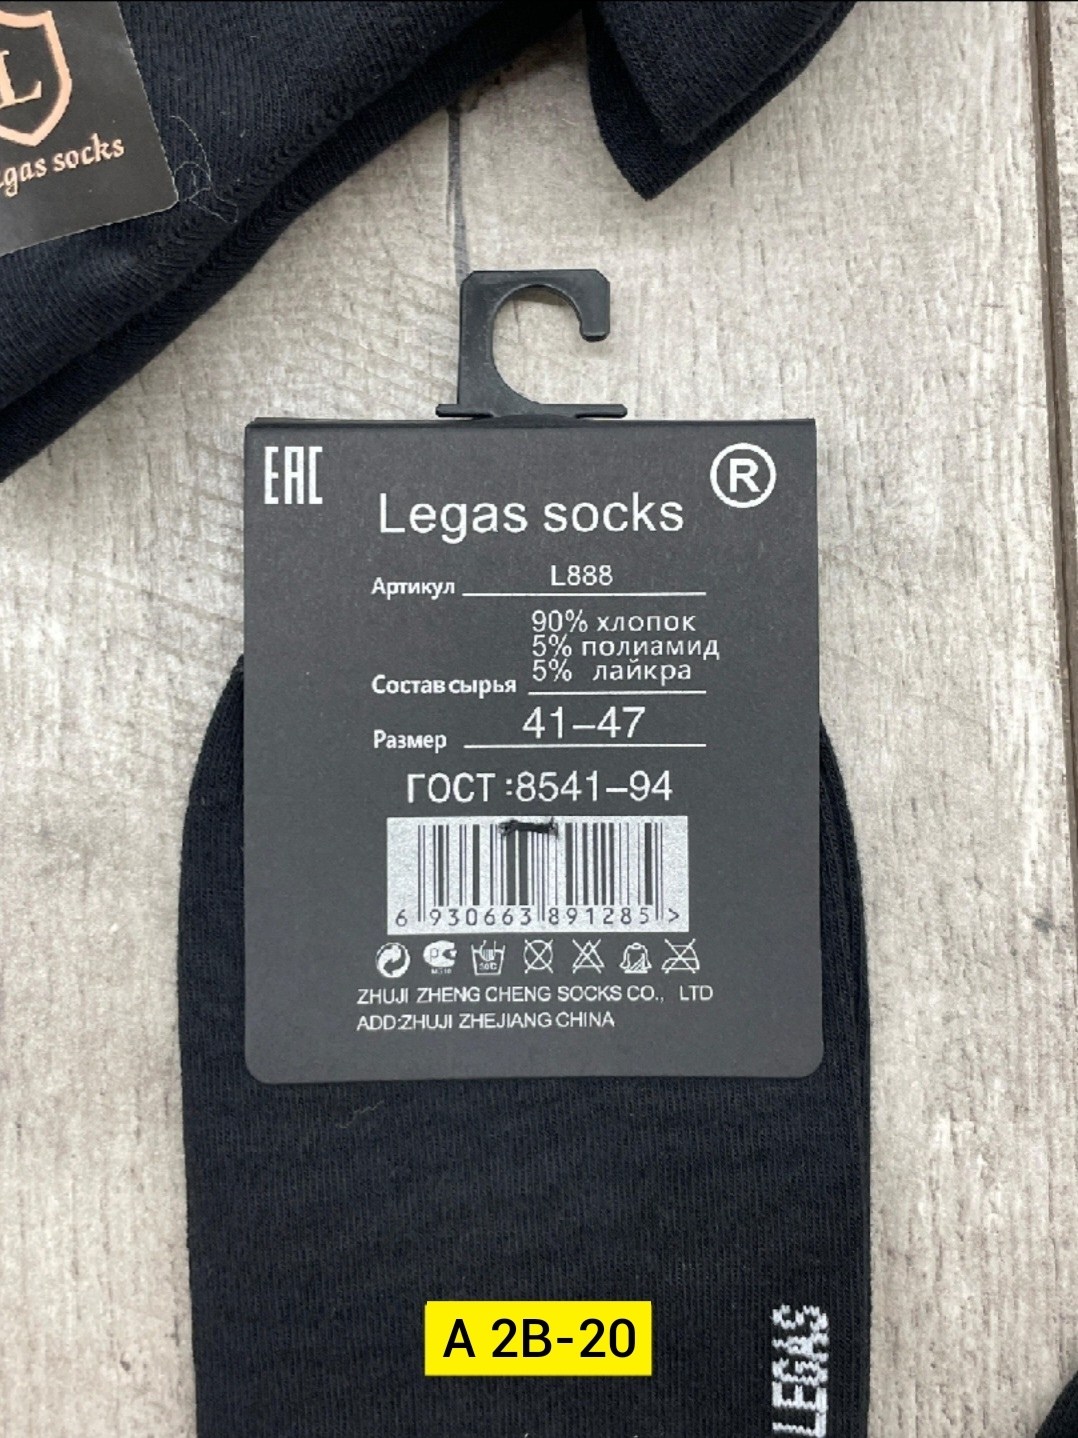 L
gas socks
EAC
®
Legas socks
Артикул L888
90% хлопок
5% полиамид
5% лайкра
Состав сырья
Размер 41-47
ГОСТ:8541-94
6 930663 891285 >
ZHUJI ZHENG CHENG SOCKS CO., LTD
ADD:ZHUJI ZHEJIANG CHINA
A 2B-20
LEGAS